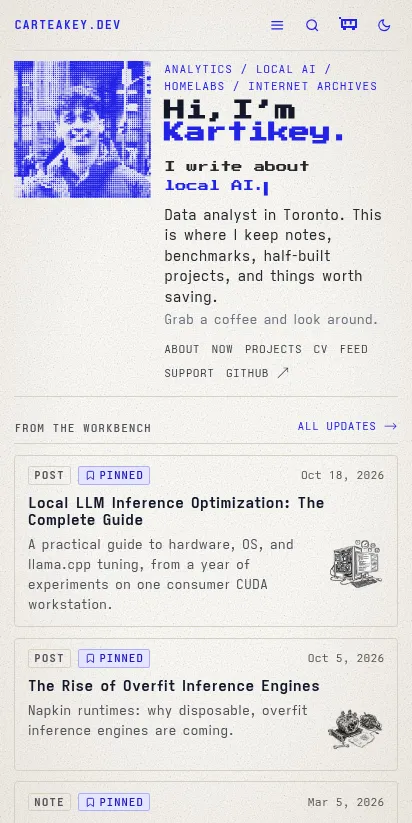 CARTEAKEY.DEV
ANALYTICS / LOCAL AI /
HOMELABS / INTERNET ARCHIVES
Hi, I'm
Kartikey.
I write about
local AI.
Data analyst in Toronto. This
is where I keep notes,
benchmarks, half-built
projects, and things worth
saving.
Grab a coffee and look around.
ABOUT NOW PROJECTS CV FEED
SUPPORT GITHUB ↗
FROM THE WORKBENCH
ALL UPDATES →
POST PINNED Oct 18, 2026
Local LLM Inference Optimization: The
Complete Guide
A practical guide to hardware, OS, and
llama.cpp tuning, from a year of
experiments on one consumer CUDA
workstation.
POST PINNED Oct 5, 2026
The Rise of Overfit Inference Engines
Napkin runtimes: why disposable, overfit
inference engines are coming.
NOTE PINNED Mar 5, 2026